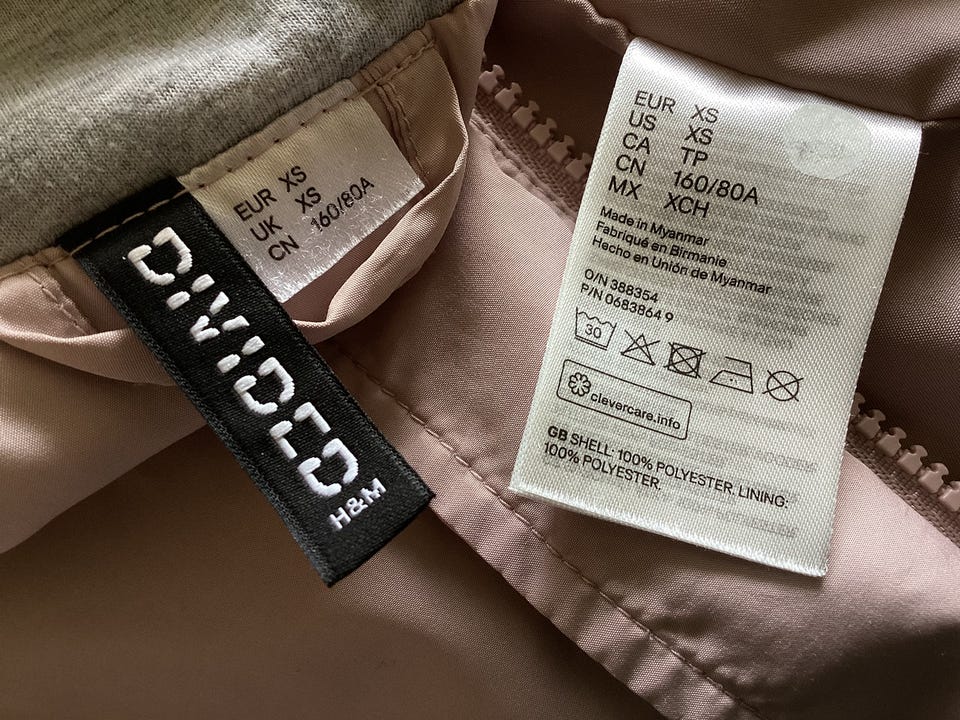 EUR XS
UK XS
CN 160/80A
DIVIDED
H&M
EUR XS
US XS
CA TP
CN 160/80A
MX XCH
Made in Myanmar
Fabriqué en Birmanie
Hecho en Unión de Myanmar
O/N 388354
P/N 0683864 9
30
clevercare.info
GB SHELL: 100% POLYESTER. LINING:
100% POLYESTER.